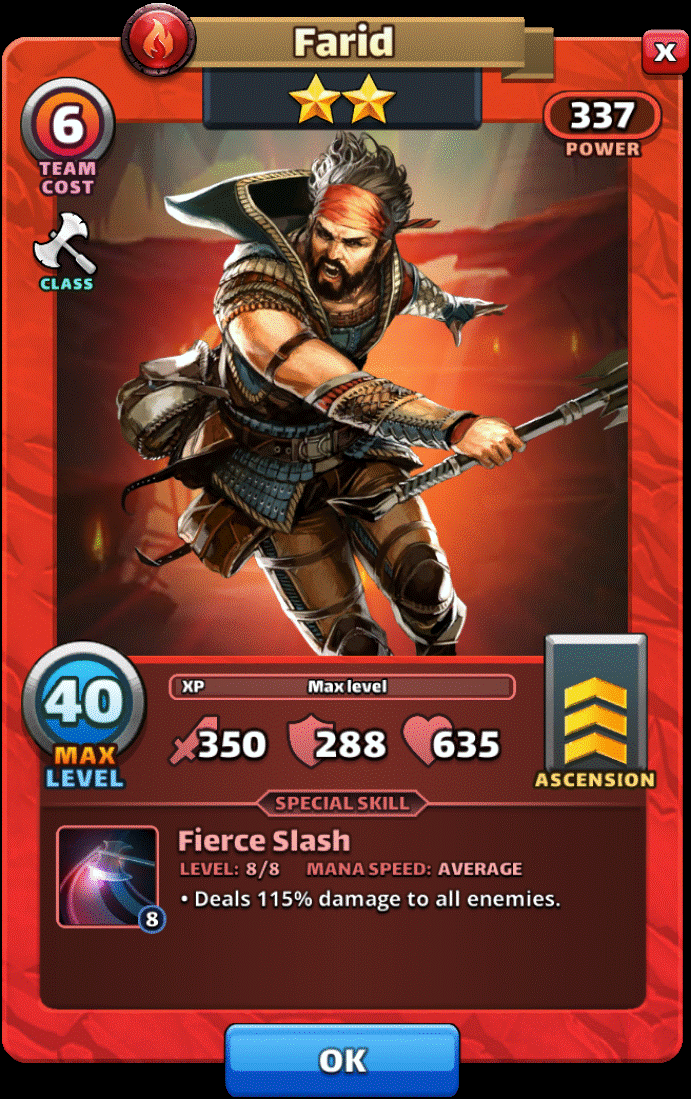 Farid
X
6
TEAM
COST
337
POWER
CLASS
40
MAX
LEVEL
XP Max level
350 288 635
ASCENSION
SPECIAL SKILL
Fierce Slash
LEVEL: 8/8 MANA SPEED: AVERAGE
• Deals 115% damage to all enemies.
8
OK